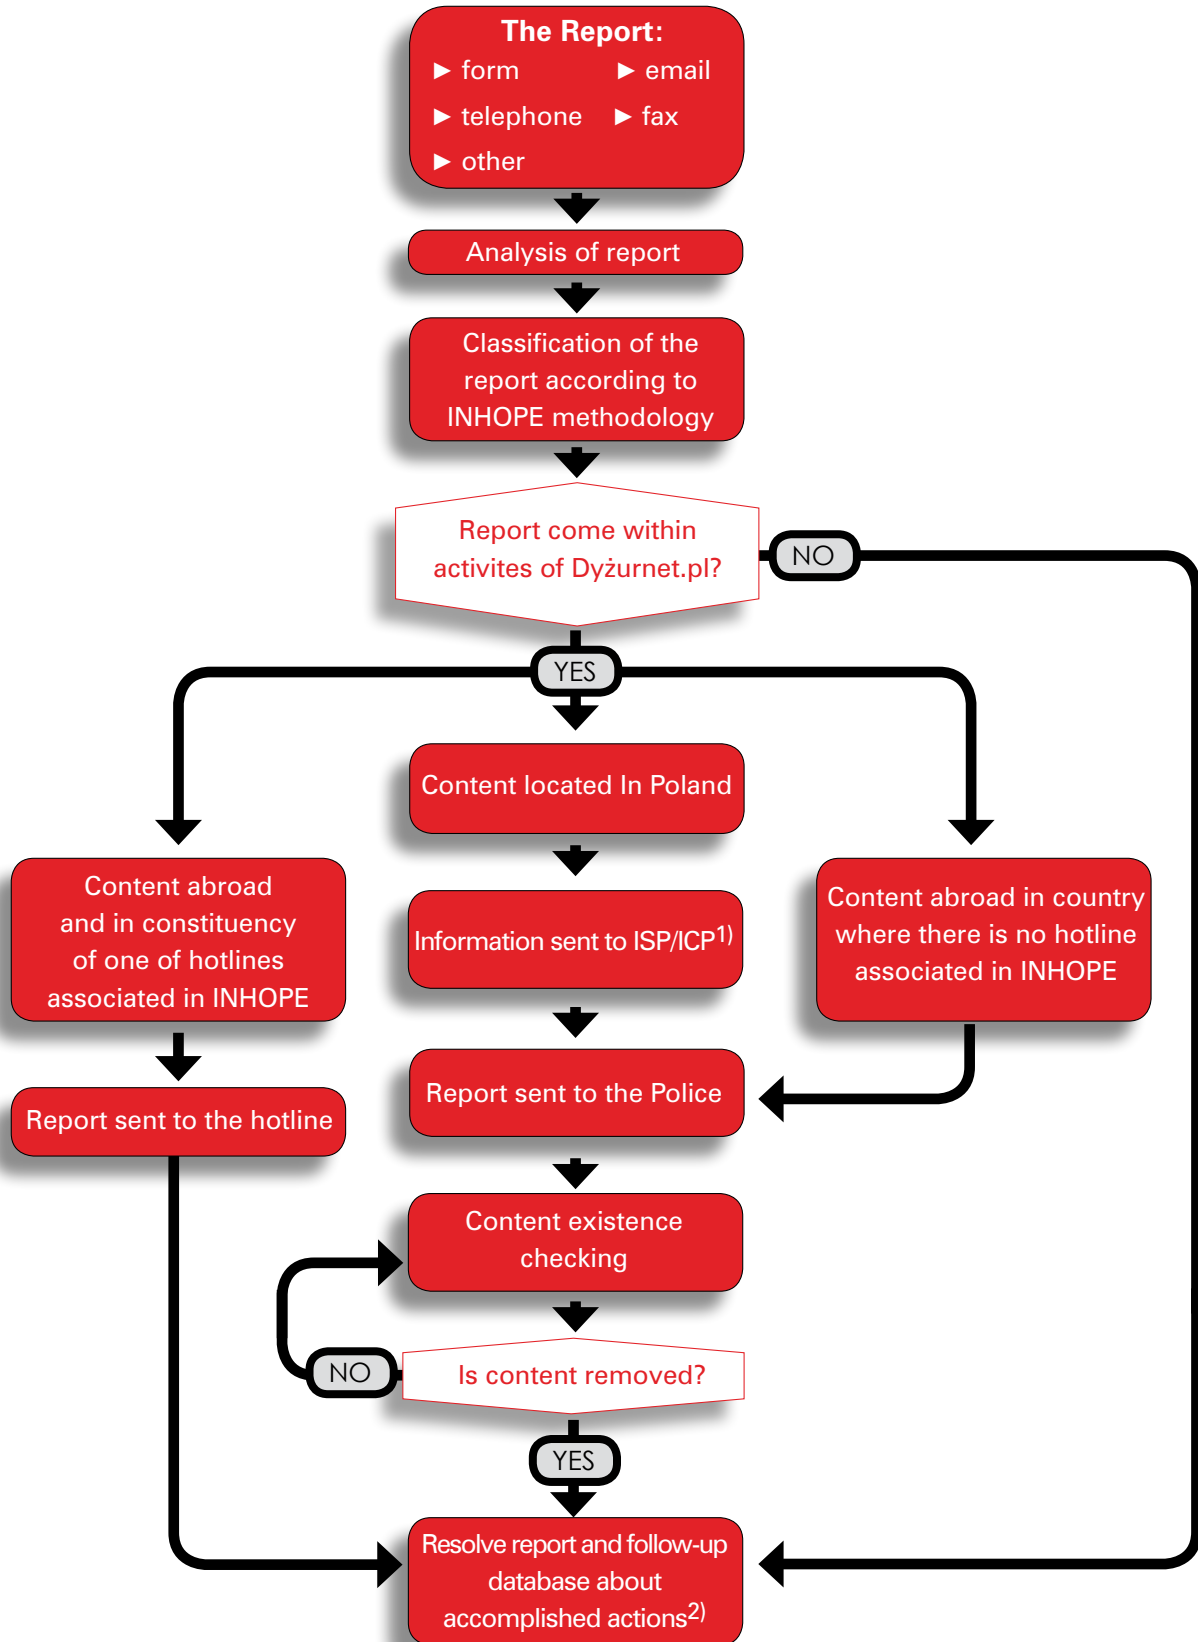 The Report:
► form ► email
► telephone ► fax
► other
Analysis of report
Classification of the
report according to
INHOPE methodology
Report come within
activites of Dyżurnet.pl?
NO
YES
Content located In Poland
Content abroad
and in constituency
of one of hotlines
associated in INHOPE
Information sent to ISP/ICP1)
Content abroad in country
where there is no hotline
associated in INHOPE
Report sent to the Police
Report sent to the hotline
Content existence
checking
Is content removed?
NO
YES
Resolve report and follow-up
database about
accomplished actions2)